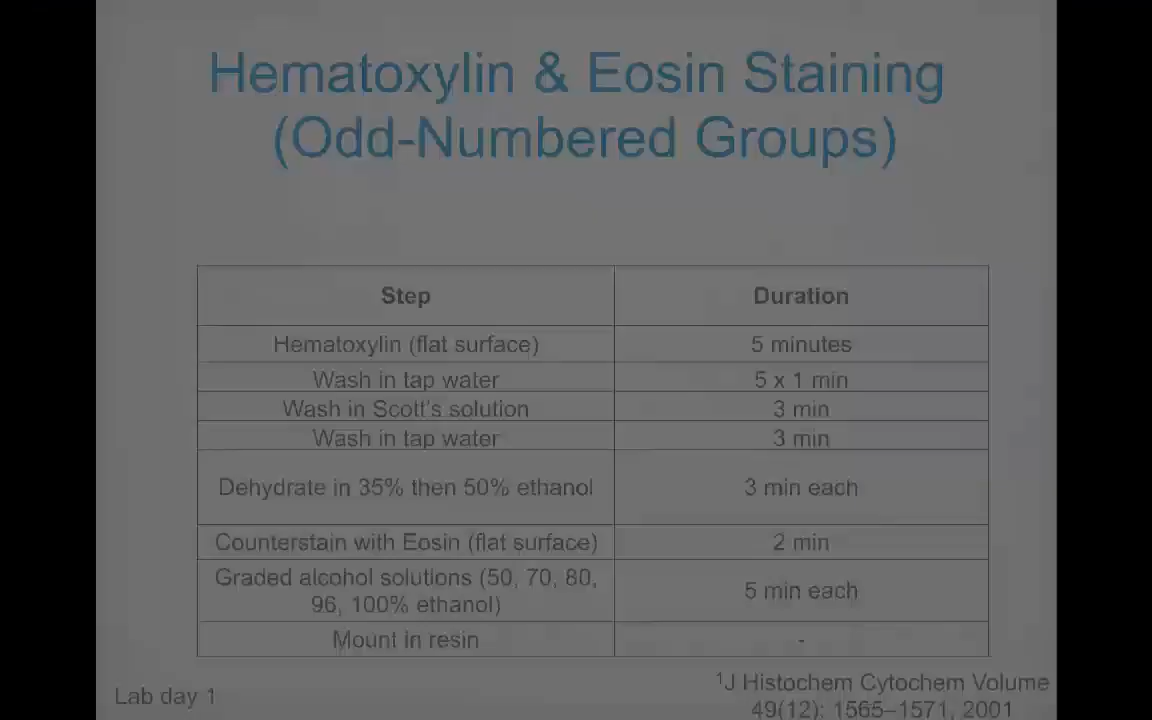 Hematoxylin & Eosin Staining
(Odd-Numbered Groups)
Step Duration
Hematoxylin (flat surface) 5 minutes
Wash in tap water 5 x 1 min
Wash in Scott's solution 3 min
Wash in tap water 3 min
Dehydrate in 35% then 50% ethanol 3 min each
Counterstain with Eosin (flat surface) 2 min
Graded alcohol solutions (50, 70, 80,
96, 100% ethanol) 5 min each
Mount in resin -
Lab day 1
¹J Histochem Cytochem Volume
49(12): 1565–1571, 2001